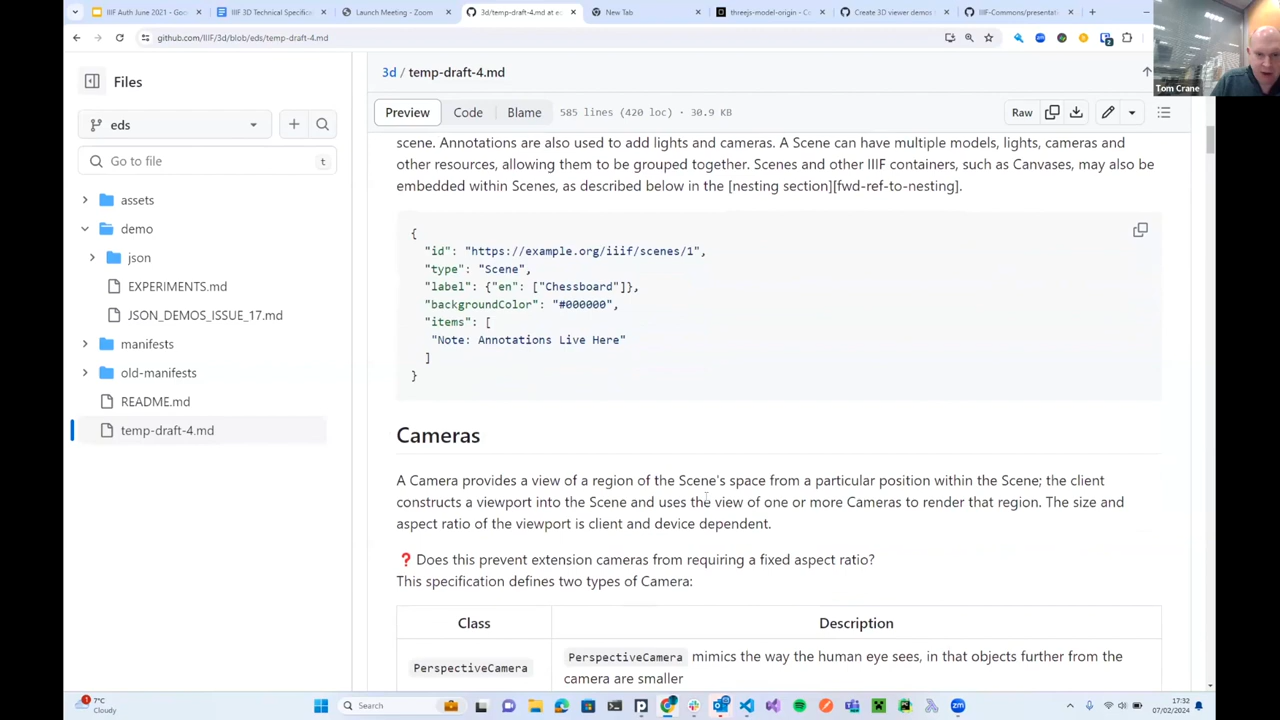 IIIF Auth June 2021 - Goo
IIIF 3D Technical Specific
Launch Meeting - Zoom
3d/temp-draft-4.md at e
New Tab
threejs-model-origin - Co
Create 3D viewer demos
IIIF-Commons/presentat
github.com/IIIF/3d/blob/eds/temp-draft-4.md
Tom Crane
Files
3d / temp-draft-4.md
eds
Preview
Code
Blame
585 lines (420 loc) · 30.9 KB
Raw
Go to file
t
assets
demo
json
EXPERIMENTS.md
JSON_DEMOS_ISSUE_17.md
manifests
old-manifests
README.md
temp-draft-4.md
scene. Annotations are also used to add lights and cameras. A Scene can have multiple models, lights, cameras and
other resources, allowing them to be grouped together. Scenes and other IIIF containers, such as Canvases, may also be
embedded within Scenes, as described below in the [nesting section][fwd-ref-to-nesting].
{
"id": "https://example.org/iiif/scenes/1",
"type": "Scene",
"label": {"en": ["Chessboard"]},
"backgroundColor": "#000000",
"items": [
"Note: Annotations Live Here"
]
}
Cameras
A Camera provides a view of a region of the Scene's space from a particular position within the Scene; the client
constructs a viewport into the Scene and uses the view of one or more Cameras to render that region. The size and
aspect ratio of the viewport is client and device dependent.
❓ Does this prevent extension cameras from requiring a fixed aspect ratio?
This specification defines two types of Camera:
Class
Description
PerspectiveCamera
PerspectiveCamera mimics the way the human eye sees, in that objects further from the
camera are smaller
7°C
Cloudy
Search
17:32
07/02/2024